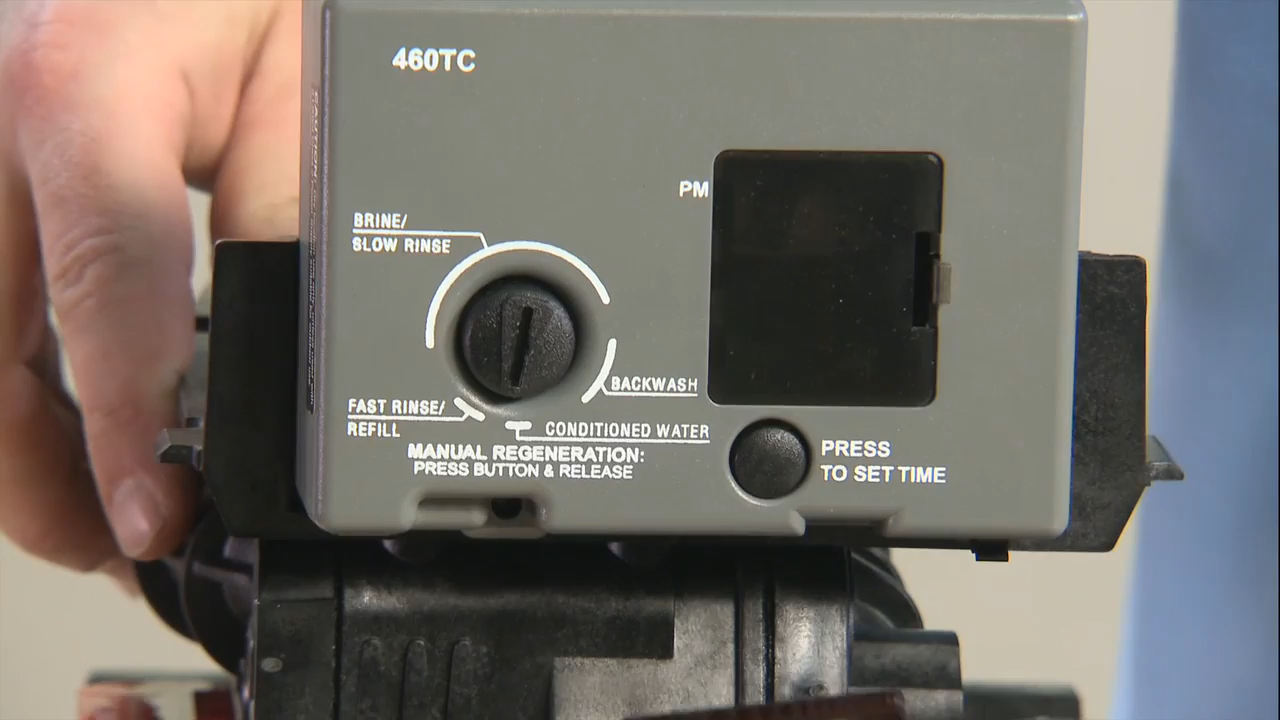 460TC
PM
BRINE/
SLOW RINSE
BACKWASH
FAST RINSE/
REFILL
CONDITIONED WATER
MANUAL REGENERATION:
PRESS BUTTON & RELEASE
PRESS
TO SET TIME
CAUTION